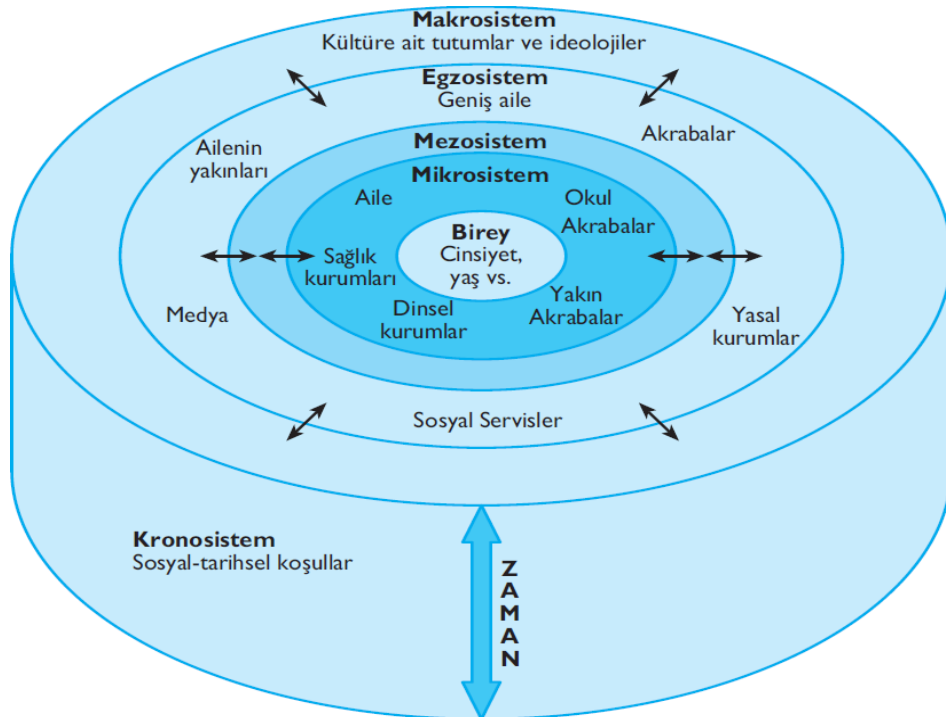 Makrosistem
Kültüre ait tutumlar ve ideolojiler
Egzosistem
Geniş aile
Akrabalar
Ailenin
yakınları
Mezosistem
Mikrosistem
Aile
Okul
Akrabalar
Birey
Cinsiyet,
yaş vs.
Sağlık
kurumları
Dinsel
kurumlar
Yakın
Akrabalar
Medya
Yasal
kurumlar
Sosyal Servisler
Kronosistem
Sosyal-tarihsel koşullar
ZAMAN